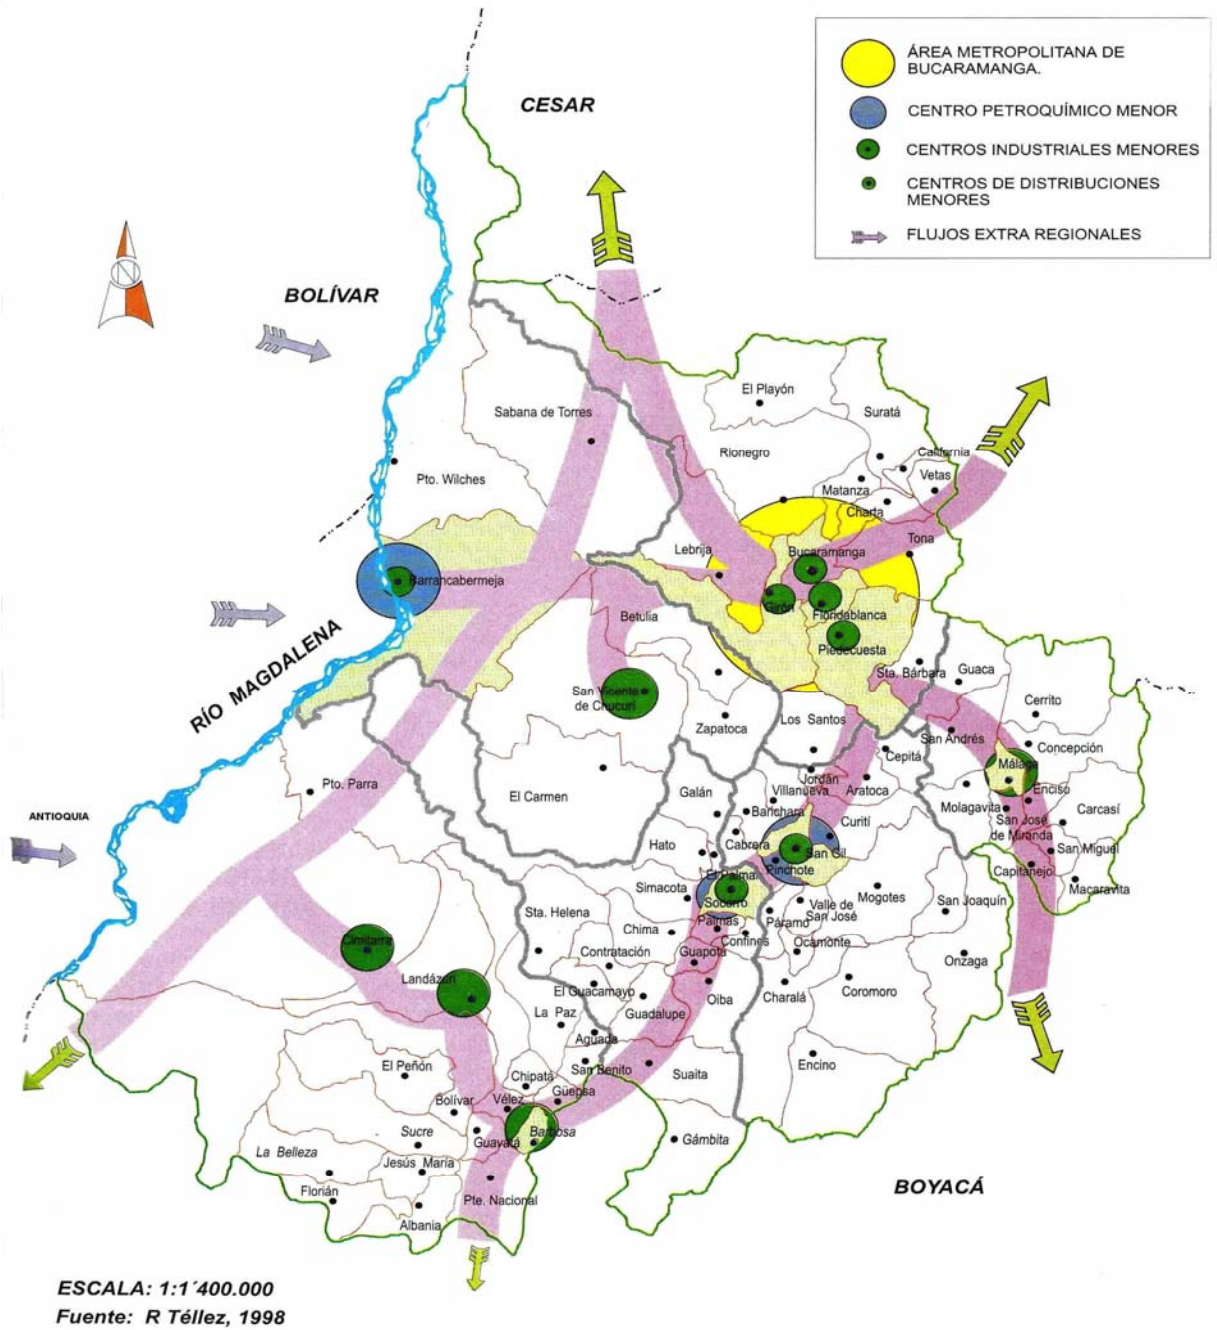 ÁREA METROPOLITANA DE
BUCARAMANGA.
CENTRO PETROQUÍMICO MENOR
CENTROS INDUSTRIALES MENORES
CENTROS DE DISTRIBUCIONES
MENORES
FLUJOS EXTRA REGIONALES
CESAR
N
BOLÍVAR
El Playón
Suratá
Sabana de Torres
Rionegro
California
Vetas
Pto. Wilches
Matanza
Charta
Tona
Lebrija
Bucaramanga
Barrancabermeja
Girón
Floridablanca
Betulia
Piedecuesta
RÍO MAGDALENA
Sta. Bárbara
Guaca
San Vicente
de Chucurí
Cerrito
Zapatoca
Los Santos
San Andrés
Concepción
Cepitá
Málaga
Pto. Parra
Jordán
Villanueva
Aratoca
Enciso
El Carmen
Galán
Molagavita
Carcasí
Barichara
San José
de Miranda
Curití
ANTIOQUIA
Hato
Cabrera
San Gil
San Miguel
Pinchote
Capitanejo
El Palmar
Simacota
Macaravita
Mogotes
Socorro
Valle de
San José
San Joaquín
Sta. Helena
Palmas
Páramo
Chima
Confines
Ocamonte
Cimitarra
Contratación
Guapota
Onzaga
Landázuri
El Guacamayo
Oiba
Charalá
Coromoro
La Paz
Guadalupe
Aguada
El Peñón
San Benito
Suaita
Encino
Chipatá
Güepsa
Bolívar
Vélez
Sucre
Guavatá
Barbosa
Gámbita
La Belleza
Jesús María
Florián
Pte. Nacional
BOYACÁ
Albania
ESCALA: 1:1´400.000
Fuente: R Téllez, 1998